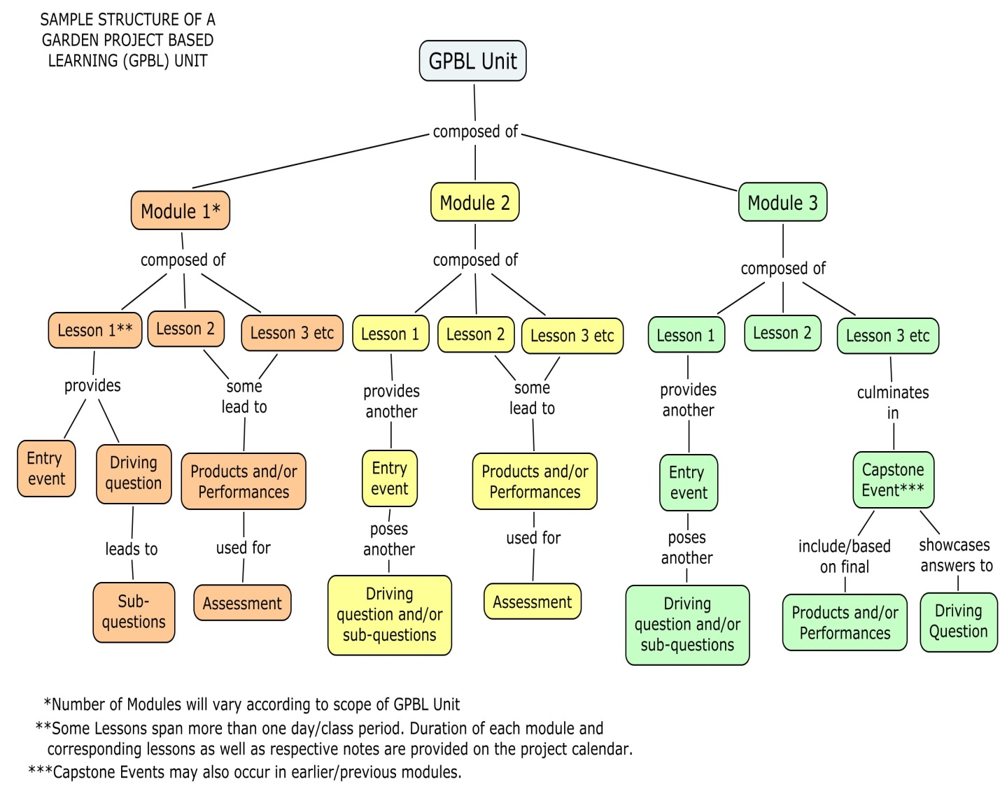 SAMPLE STRUCTURE OF A
GARDEN PROJECT BASED
LEARNING (GPBL) UNIT
GPBL Unit
composed of
Module 1*
Module 2
Module 3
composed of
composed of
composed of
Lesson 1**
Lesson 2
Lesson 3 etc
Lesson 1
Lesson 2
Lesson 3 etc
Lesson 1
Lesson 2
Lesson 3 etc
provides
some
lead to
provides
another
some
lead to
provides
another
culminates
in
Entry
event
Driving
question
Products and/or
Performances
Entry
event
Products and/or
Performances
Entry
event
Capstone
Event***
leads to
used for
poses
another
used for
poses
another
include/based
on final
showcases
answers to
Sub-
questions
Assessment
Driving
question and/or
sub-questions
Assessment
Driving
question and/or
sub-questions
Products and/or
Performances
Driving
Question
*Number of Modules will vary according to scope of GPBL Unit
**Some Lessons span more than one day/class period. Duration of each module and
corresponding lessons as well as respective notes are provided on the project calendar.
***Capstone Events may also occur in earlier/previous modules.